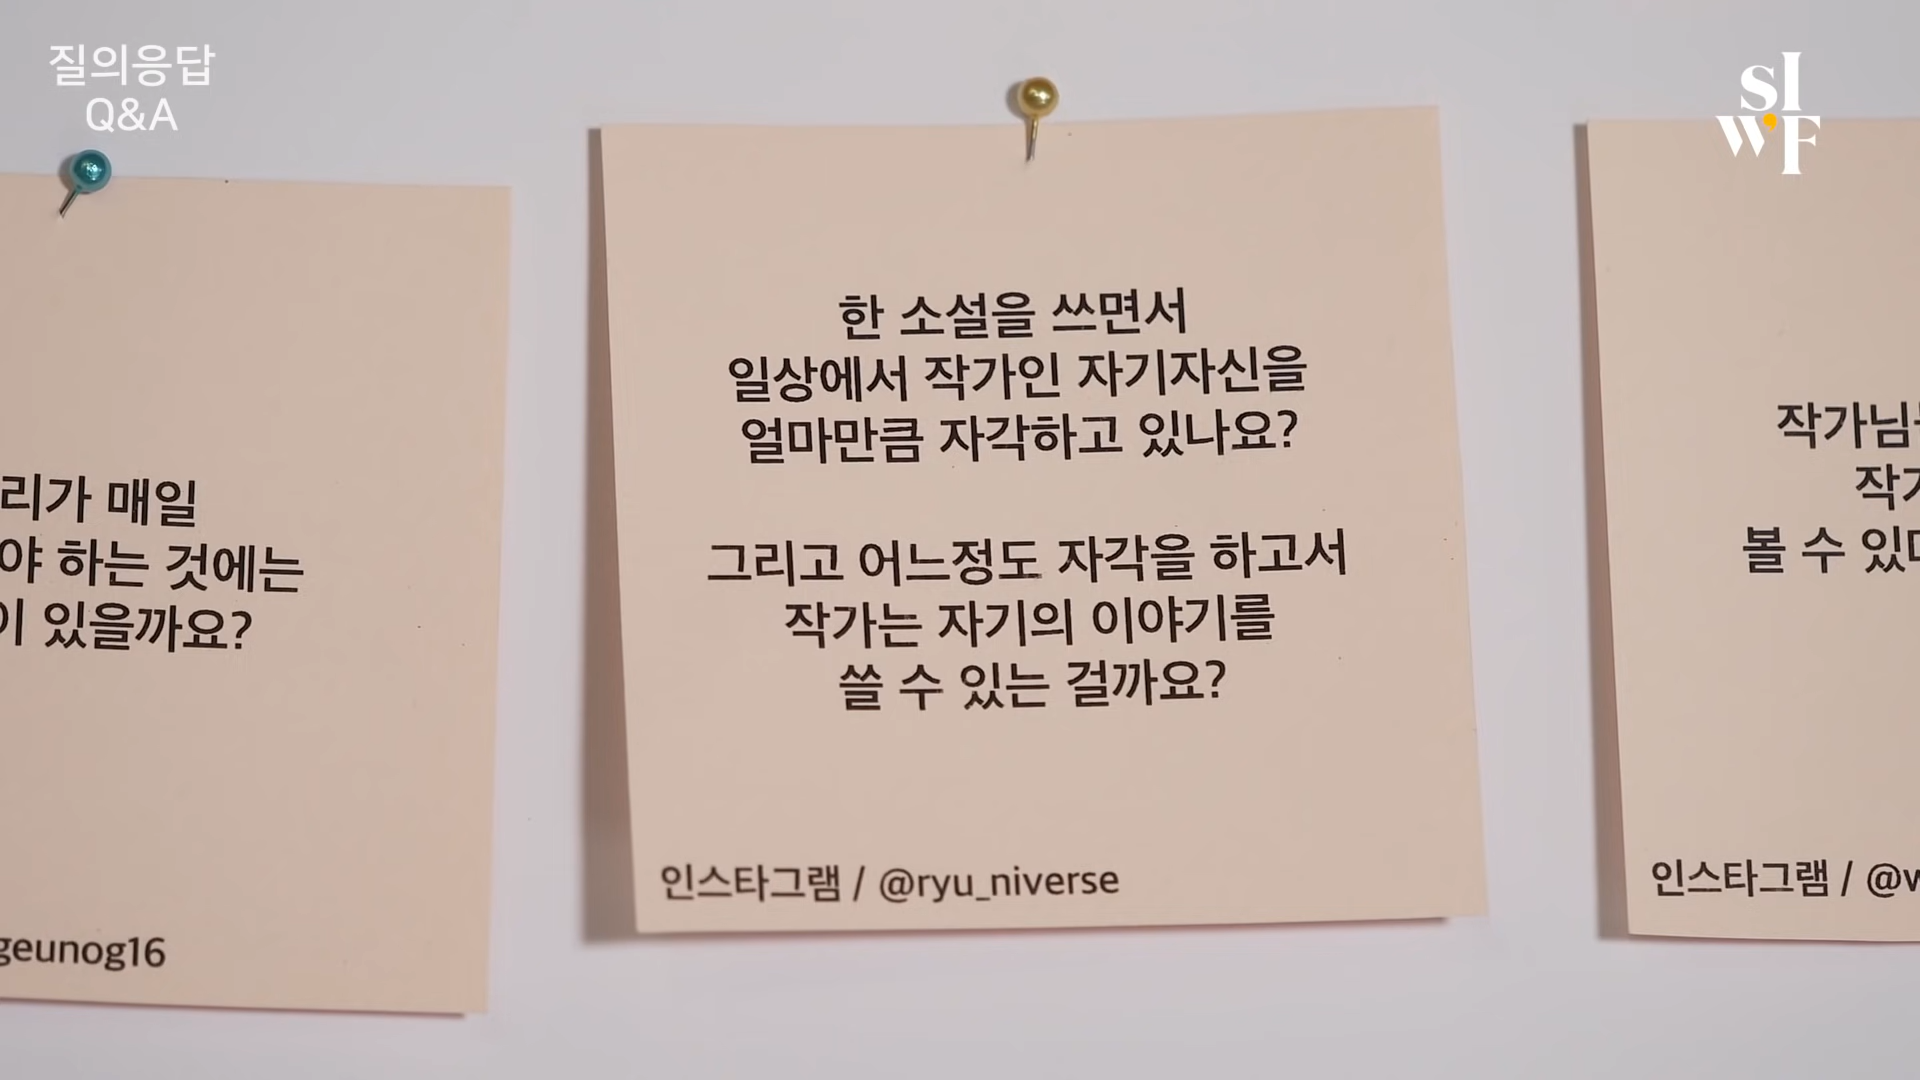 질의응답
Q&A
SI
W,F
리가 매일
야 하는 것에는
이 있을까요?
geunog16
한 소설을 쓰면서
일상에서 작가인 자기자신을
얼마만큼 자각하고 있나요?
그리고 어느정도 자각을 하고서
작가는 자기의 이야기를
쓸 수 있는 걸까요?
인스타그램 / @ryu_niverse
작가님
작가
볼 수 있
인스타그램 / @w